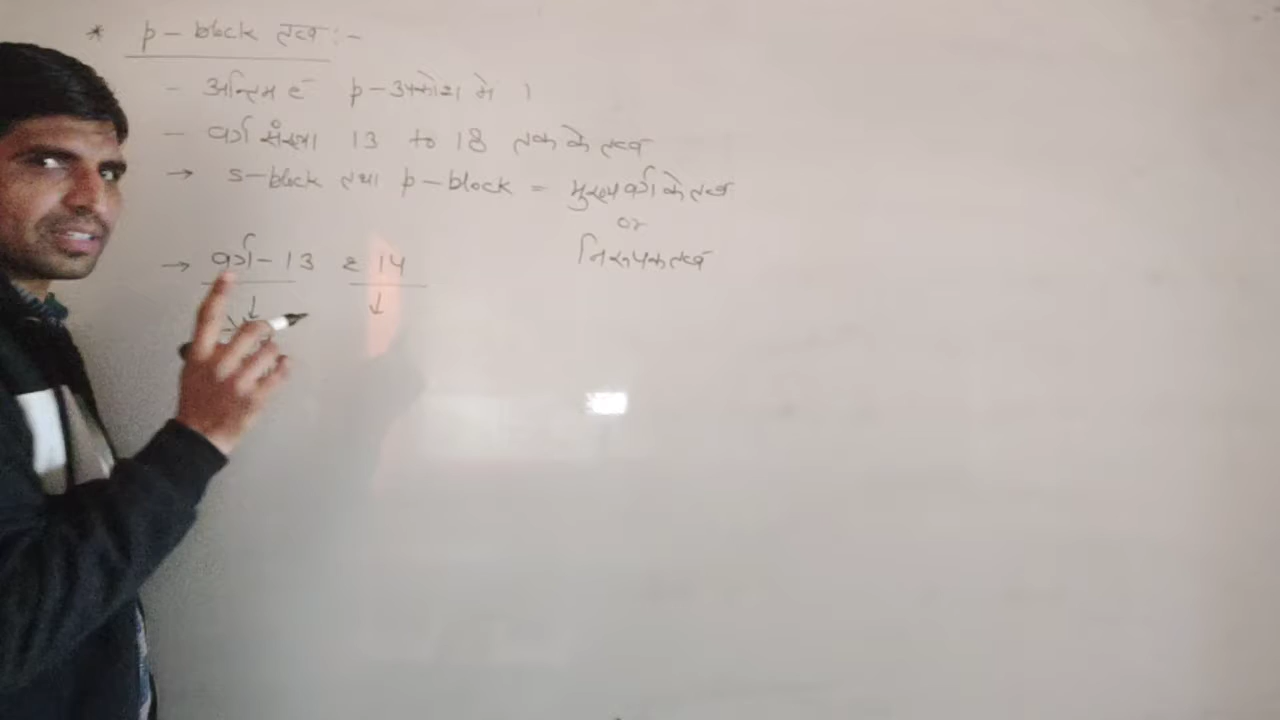 * p-block तत्व :-
- अन्तिम e⁻ p-उपकोश मे ।
- वर्ग संख्या 13 to 18 तक के तत्व
→ s-block तथा p-block = मुख्य वर्ग के तत्व
or
निरूपक तत्व
→ वर्ग-13 & 14
↓ ↓